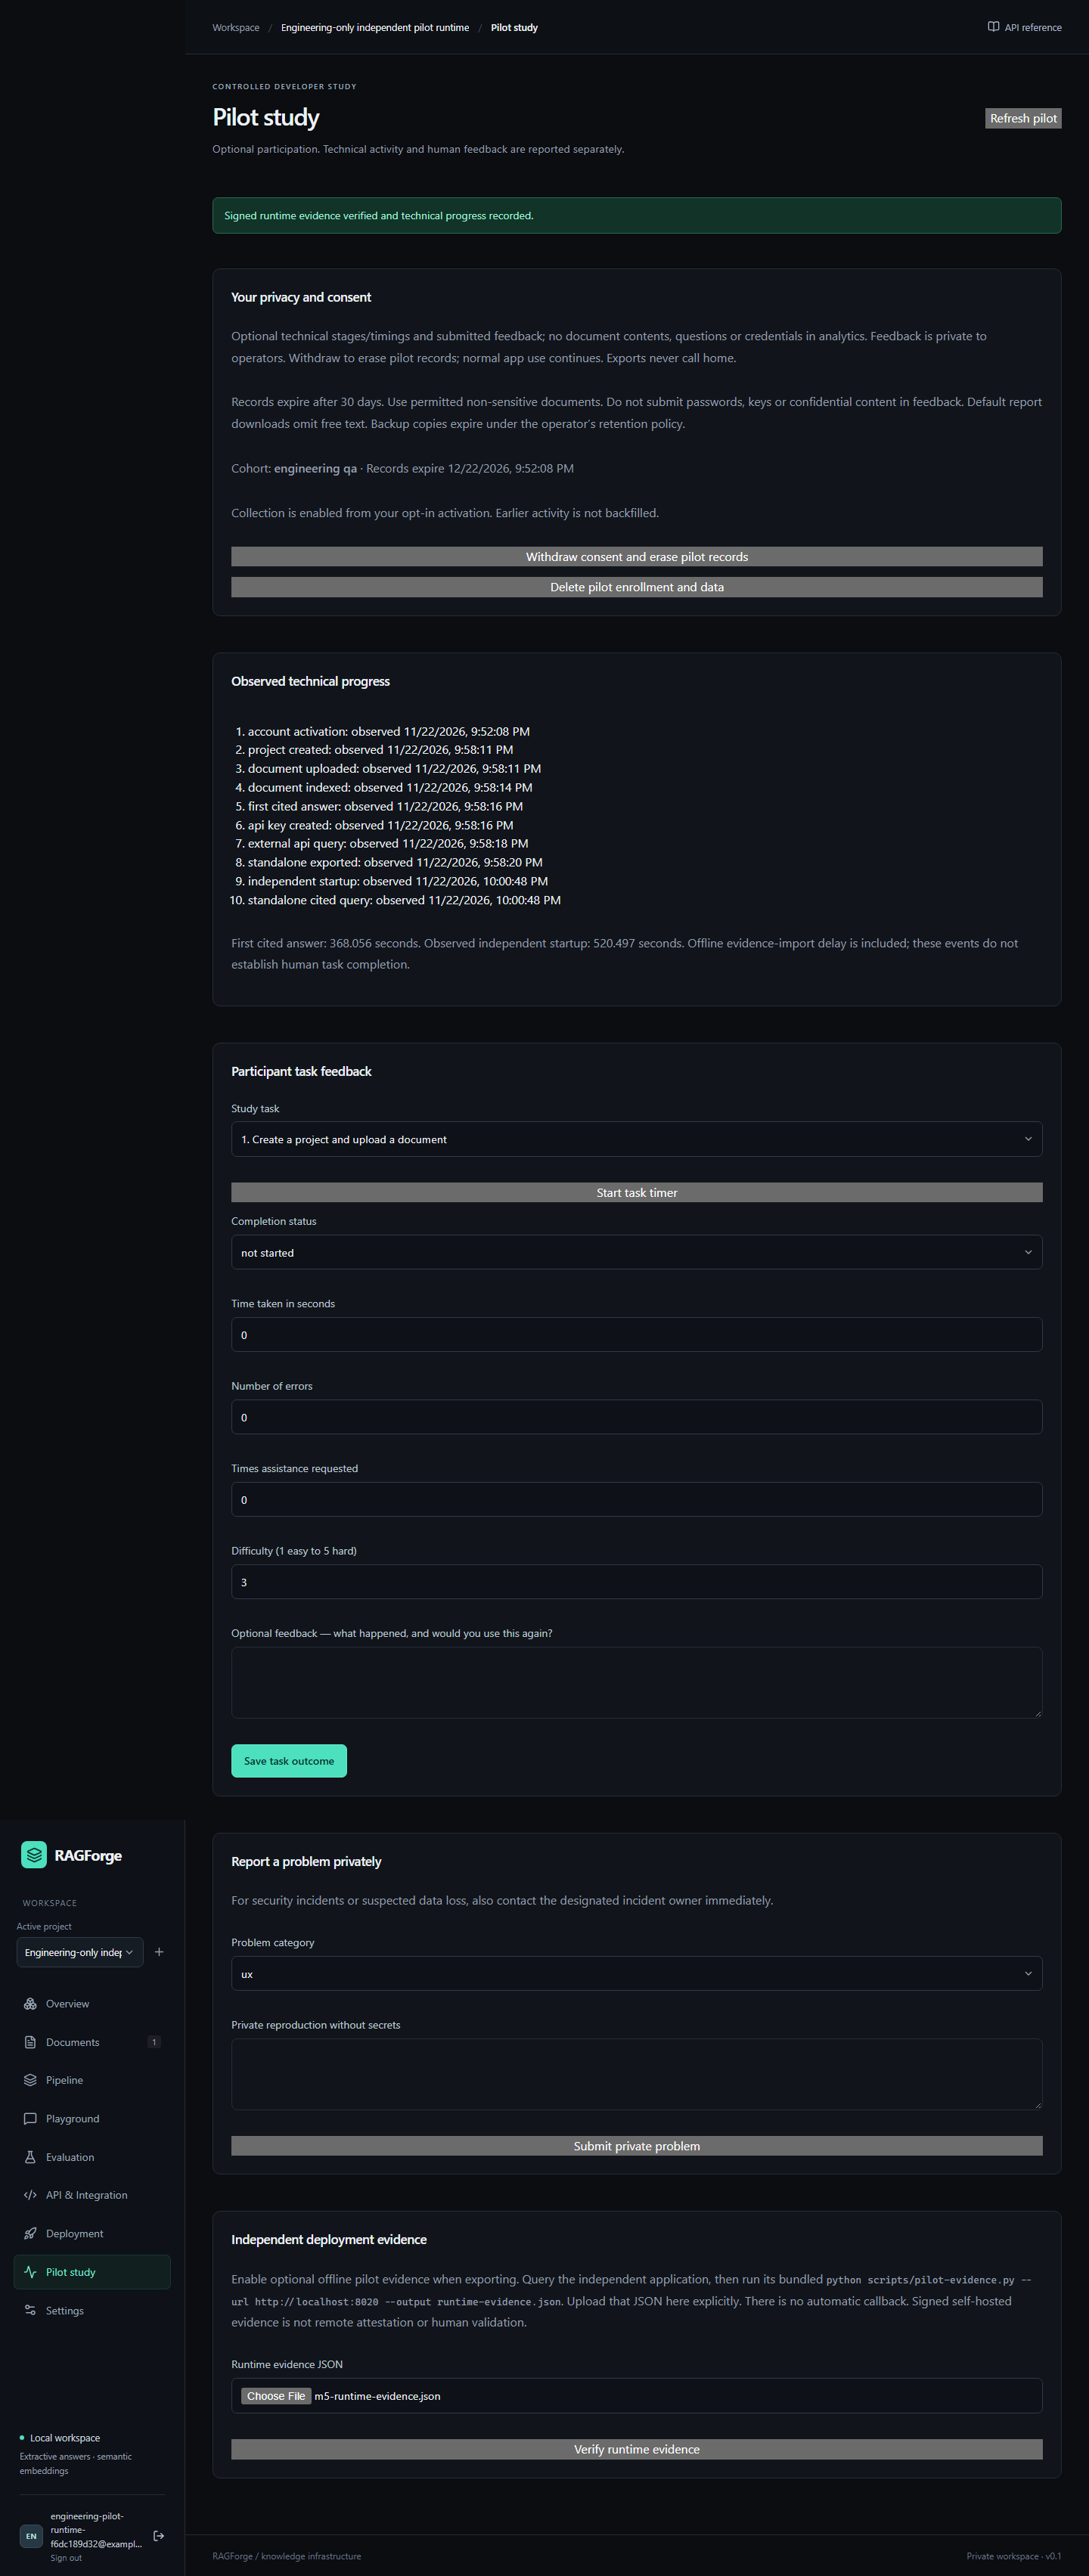 Workspace / Engineering-only independent pilot runtime / Pilot study
API reference
CONTROLLED DEVELOPER STUDY
Pilot study
Refresh pilot
Optional participation. Technical activity and human feedback are reported separately.
Signed runtime evidence verified and technical progress recorded.
Your privacy and consent
Optional technical stages/timings and submitted feedback; no document contents, questions or credentials in analytics. Feedback is private to
operators. Withdraw to erase pilot records; normal app use continues. Exports never call home.
Records expire after 30 days. Use permitted non-sensitive documents. Do not submit passwords, keys or confidential content in feedback. Default report
downloads omit free text. Backup copies expire under the operator's retention policy.
Cohort: engineering qa · Records expire 12/22/2026, 9:52:08 PM
Collection is enabled from your opt-in activation. Earlier activity is not backfilled.
Withdraw consent and erase pilot records
Delete pilot enrollment and data
Observed technical progress
1. account activation: observed 11/22/2026, 9:52:08 PM
2. project created: observed 11/22/2026, 9:58:11 PM
3. document uploaded: observed 11/22/2026, 9:58:11 PM
4. document indexed: observed 11/22/2026, 9:58:14 PM
5. first cited answer: observed 11/22/2026, 9:58:16 PM
6. api key created: observed 11/22/2026, 9:58:16 PM
7. external api query: observed 11/22/2026, 9:58:18 PM
8. standalone exported: observed 11/22/2026, 9:58:20 PM
9. independent startup: observed 11/22/2026, 10:00:48 PM
10. standalone cited query: observed 11/22/2026, 10:00:48 PM
First cited answer: 368.056 seconds. Observed independent startup: 520.497 seconds. Offline evidence-import delay is included; these events do not
establish human task completion.
Participant task feedback
Study task
1. Create a project and upload a document
Start task timer
Completion status
not started
Time taken in seconds
0
Number of errors
0
Times assistance requested
0
Difficulty (1 easy to 5 hard)
3
Optional feedback — what happened, and would you use this again?
Save task outcome
RAGForge
WORKSPACE
Active project
Engineering-only indep
Overview
Documents 1
Pipeline
Playground
Evaluation
API & Integration
Deployment
Pilot study
Settings
Local workspace
Extractive answers · semantic
embeddings
EN
engineering-pilot-
runtime-
f6dc189d32@exampl...
Sign out
Report a problem privately
For security incidents or suspected data loss, also contact the designated incident owner immediately.
Problem category
ux
Private reproduction without secrets
Submit private problem
Independent deployment evidence
Enable optional offline pilot evidence when exporting. Query the independent application, then run its bundled python scripts/pilot-evidence.py --
url http://localhost:8020 --output runtime-evidence.json. Upload that JSON here explicitly. There is no automatic callback. Signed self-hosted
evidence is not remote attestation or human validation.
Runtime evidence JSON
Choose File m5-runtime-evidence.json
Verify runtime evidence
RAGForge / knowledge infrastructure
Private workspace · v0.1